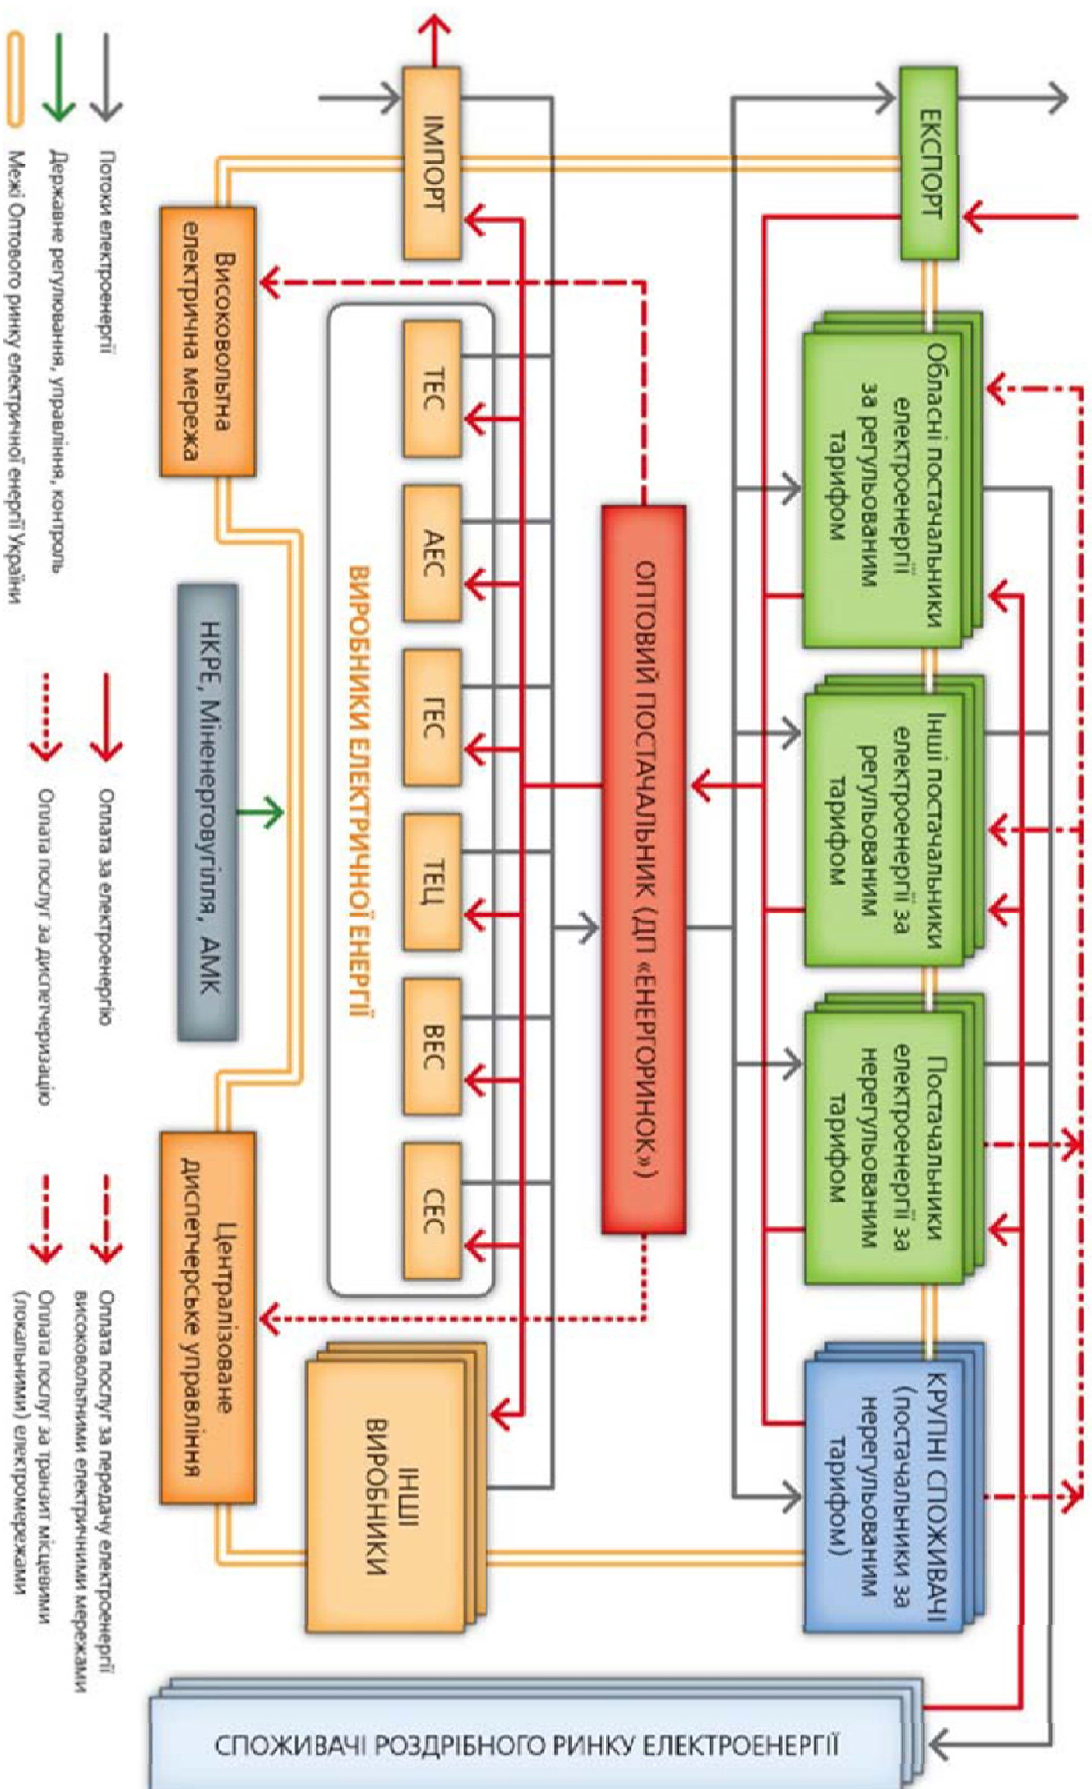 ЕКСПОРТ
Обласні постачальники
електроенергії
за регульованим
тарифом
Інші постачальники
електроенергії за
регульованим
тарифом
Постачальники
електроенергії за
нерегульованим
тарифом
КРУПНІ СПОЖИВАЧІ
(постачальники за
нерегульованим
тарифом)
СПОЖИВАЧІ РОЗДРІБНОГО РИНКУ ЕЛЕКТРОЕНЕРГІЇ
ОПТОВИЙ ПОСТАЧАЛЬНИК (ДП «ЕНЕРГОРИНОК»)
ІМПОРТ
ТЕС
АЕС
ГЕС
ТЕЦ
ВЕС
СЕС
ВИРОБНИКИ ЕЛЕКТРИЧНОЇ ЕНЕРГІЇ
ІНШІ
ВИРОБНИКИ
Високовольтна
електрична мережа
НКРЕ, Міненерговугілля, АМК
Централізоване
диспетчерське управління
Потоки електроенергії
Державне регулювання, управління, контроль
Межі Оптового ринку електричної енергії України
Оплата за електроенергію
Оплата послуг за диспетчеризацію
Оплата послуг за передачу електроенергії
високовольтними електричними мережами
Оплата послуг за транзит місцевими
(локальними) електромережами